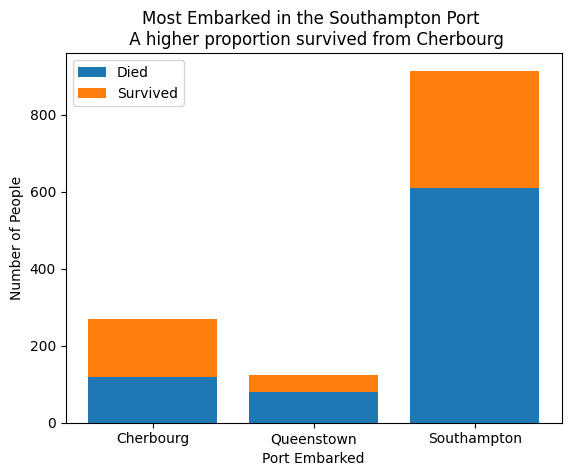 Most Embarked in the Southampton Port
A higher proportion survived from Cherbourg
Died
Survived
800
600
400
200
0
Number of People
Cherbourg
Queenstown
Southampton
Port Embarked